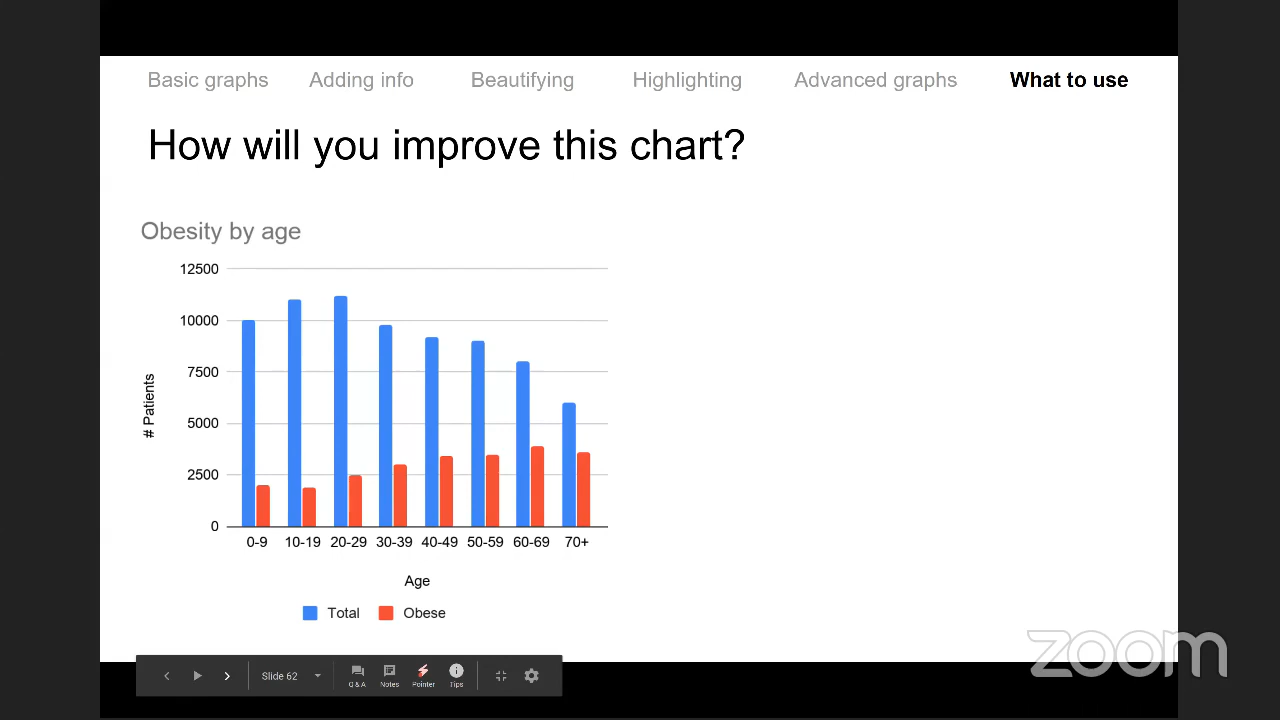 Basic graphs Adding info Beautifying Highlighting Advanced graphs What to use
How will you improve this chart?
Obesity by age
12500
10000
7500
5000
2500
0
# Patients
0-9 10-19 20-29 30-39 40-49 50-59 60-69 70+
Age
Total Obese
zoom
Slide 62
Q & A Notes Pointer Tips